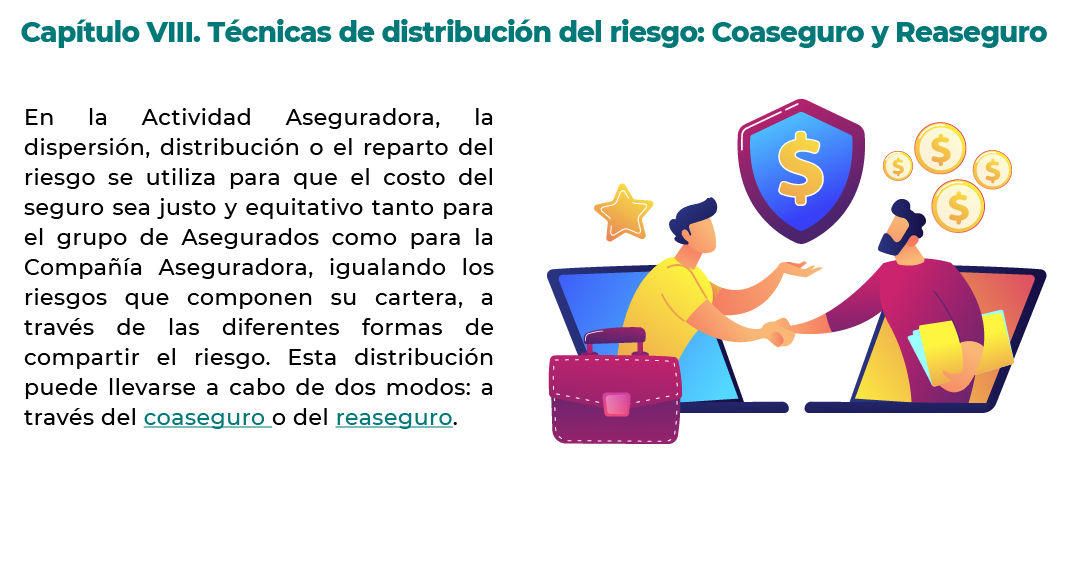 Capítulo VIII. Técnicas de distribución del riesgo: Coaseguro y Reaseguro
En la Actividad Aseguradora, la
dispersión, distribución o el reparto del
riesgo se utiliza para que el costo del
seguro sea justo y equitativo tanto para
el grupo de Asegurados como para la
Compañía Aseguradora, igualando los
riesgos que componen su cartera, a
través de las diferentes formas de
compartir el riesgo. Esta distribución
puede llevarse a cabo de dos modos: a
través del coaseguro o del reaseguro.
$
$
$
$
$